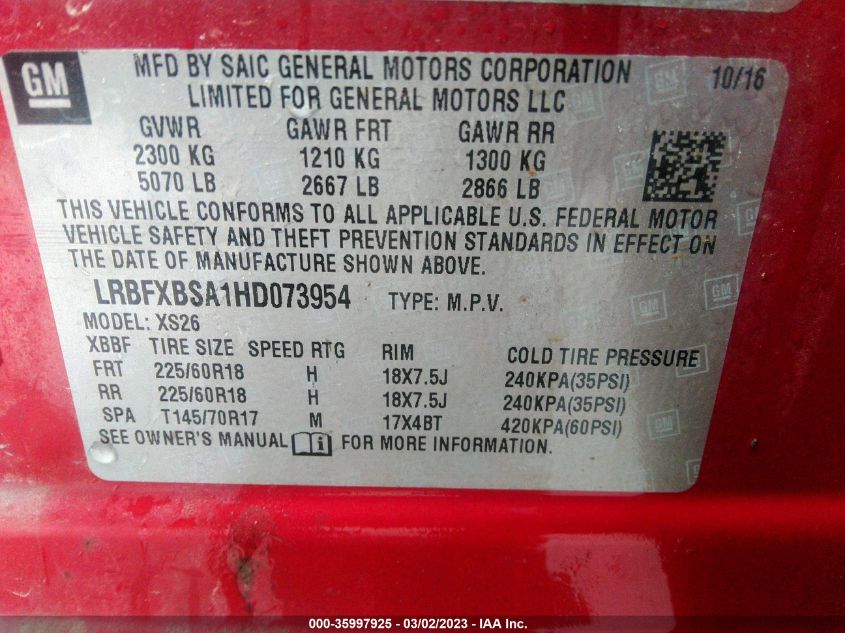 GM
MFD BY SAIC GENERAL MOTORS CORPORATION 10/16
LIMITED FOR GENERAL MOTORS LLC
GVWR GAWR FRT GAWR RR
2300 KG 1210 KG 1300 KG
5070 LB 2667 LB 2866 LB
THIS VEHICLE CONFORMS TO ALL APPLICABLE U.S. FEDERAL MOTOR
VEHICLE SAFETY AND THEFT PREVENTION STANDARDS IN EFFECT ON
THE DATE OF MANUFACTURE SHOWN ABOVE.
LRBFXBSA1HD073954 TYPE: M.P.V.
MODEL: XS26
XBBF TIRE SIZE SPEED RTG RIM COLD TIRE PRESSURE
FRT 225/60R18 H 18X7.5J 240KPA(35PSI)
RR 225/60R18 H 18X7.5J 240KPA(35PSI)
SPA T145/70R17 M 17X4BT 420KPA(60PSI)
SEE OWNER'S MANUAL FOR MORE INFORMATION.
000-35997925 - 03/02/2023 - IAA Inc.